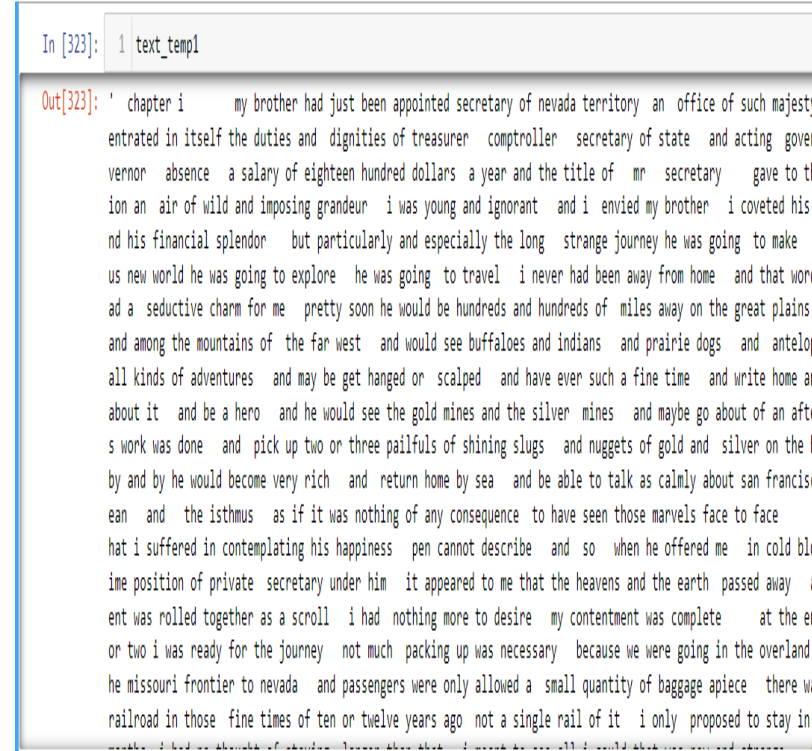 In [323]: 1 text_temp1
Out[323]: ' chapter i my brother had just been appointed secretary of nevada territory an office of such majesty
entrated in itself the duties and dignities of treasurer comptroller secretary of state and acting gover
vernor absence a salary of eighteen hundred dollars a year and the title of mr secretary gave to th
ion an air of wild and imposing grandeur i was young and ignorant and i envied my brother i coveted his
nd his financial splendor but particularly and especially the long strange journey he was going to make
us new world he was going to explore he was going to travel i never had been away from home and that word
ad a seductive charm for me pretty soon he would be hundreds and hundreds of miles away on the great plains
and among the mountains of the far west and would see buffaloes and indians and prairie dogs and antelop
all kinds of adventures and may be get hanged or scalped and have ever such a fine time and write home an
about it and be a hero and he would see the gold mines and the silver mines and maybe go about of an afte
s work was done and pick up two or three pailfuls of shining slugs and nuggets of gold and silver on the h
by and by he would become very rich and return home by sea and be able to talk as calmly about san francisc
ean and the isthmus as if it was nothing of any consequence to have seen those marvels face to face
hat i suffered in contemplating his happiness pen cannot describe and so when he offered me in cold blo
ime position of private secretary under him it appeared to me that the heavens and the earth passed away a
ent was rolled together as a scroll i had nothing more to desire my contentment was complete at the en
or two i was ready for the journey not much packing up was necessary because we were going in the overland
he missouri frontier to nevada and passengers were only allowed a small quantity of baggage apiece there wa
railroad in those fine times of ten or twelve years ago not a single rail of it i only proposed to stay in